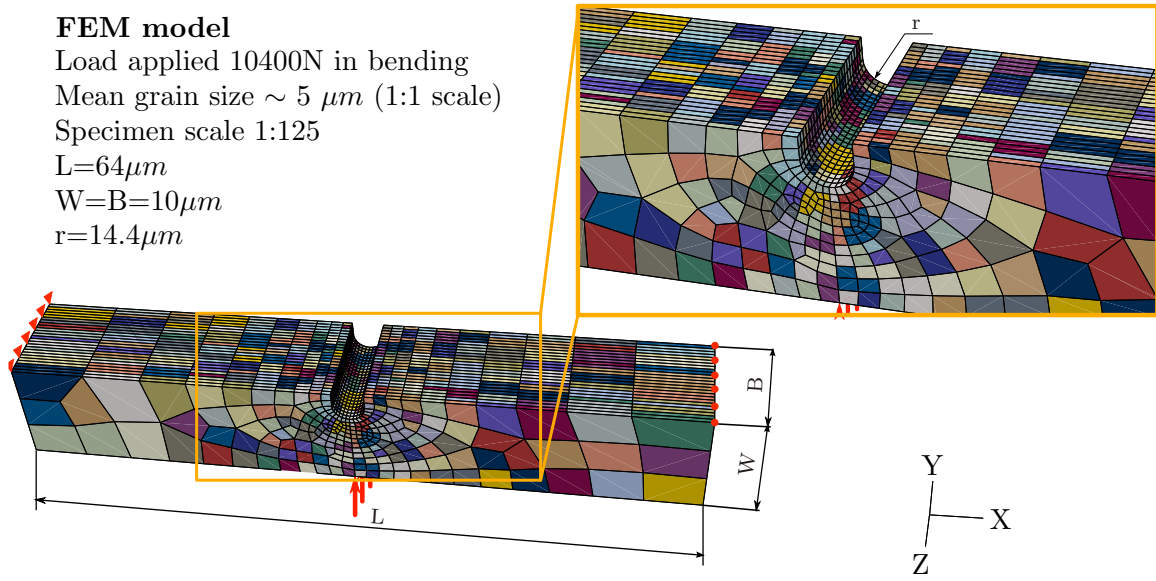 FEM model
Load applied 10400N in bending
Mean grain size ∼ 5 μm (1:1 scale)
Specimen scale 1:125
L=64μm
W=B=10μm
r=14.4μm
r
B
W
L
Y
X
Z